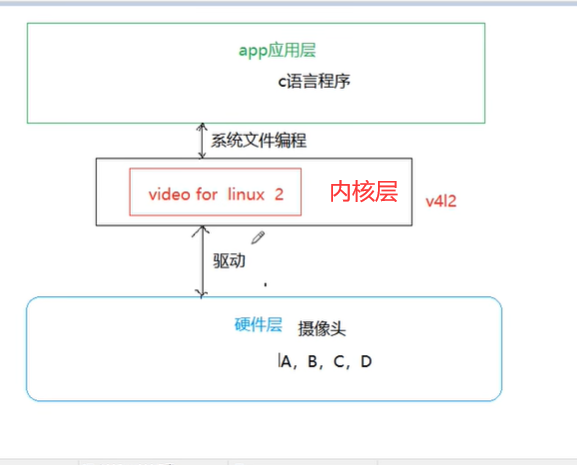 app应用层
c语言程序
系统文件编程
video for linux 2
内核层
v4l2
驱动
硬件层 摄像头
A，B，C，D